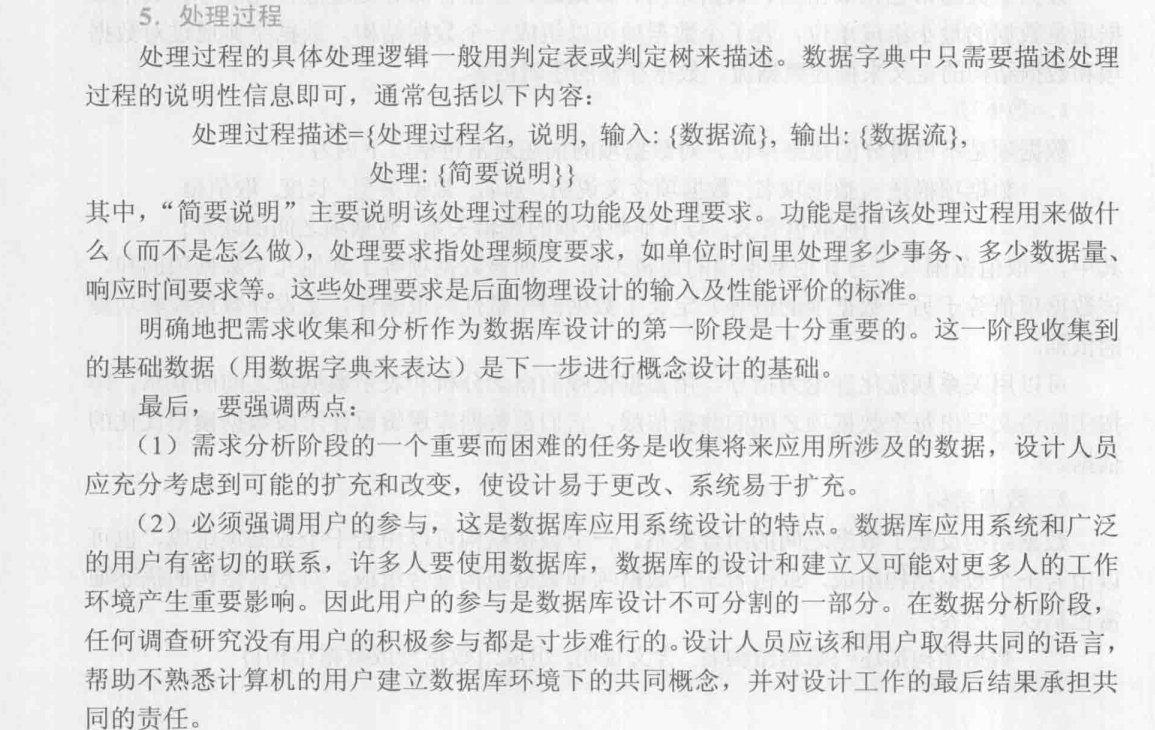 5. 处理过程
处理过程的具体处理逻辑一般用判定表或判定树来描述。数据字典中只需要描述处理
过程的说明性信息即可，通常包括以下内容：
处理过程描述={处理过程名, 说明, 输入: {数据流}, 输出: {数据流},
处理: {简要说明}}
其中，“简要说明”主要说明该处理过程的功能及处理要求。功能是指该处理过程用来做什
么（而不是怎么做），处理要求指处理频度要求，如单位时间里处理多少事务、多少数据量、
响应时间要求等。这些处理要求是后面物理设计的输入及性能评价的标准。
明确地把需求收集和分析作为数据库设计的第一阶段是十分重要的。这一阶段收集到
的基础数据（用数据字典来表达）是下一步进行概念设计的基础。
最后，要强调两点：
（1）需求分析阶段的一个重要而困难的任务是收集将来应用所涉及的数据，设计人员
应充分考虑到可能的扩充和改变，使设计易于更改、系统易于扩充。
（2）必须强调用户的参与，这是数据库应用系统设计的特点。数据库应用系统和广泛
的用户有密切的联系，许多人要使用数据库，数据库的设计和建立又可能对更多人的工作
环境产生重要影响。因此用户的参与是数据库设计不可分割的一部分。在数据分析阶段，
任何调查研究没有用户的积极参与都是寸步难行的。设计人员应该和用户取得共同的语言，
帮助不熟悉计算机的用户建立数据库环境下的共同概念，并对设计工作的最后结果承担共
同的责任。